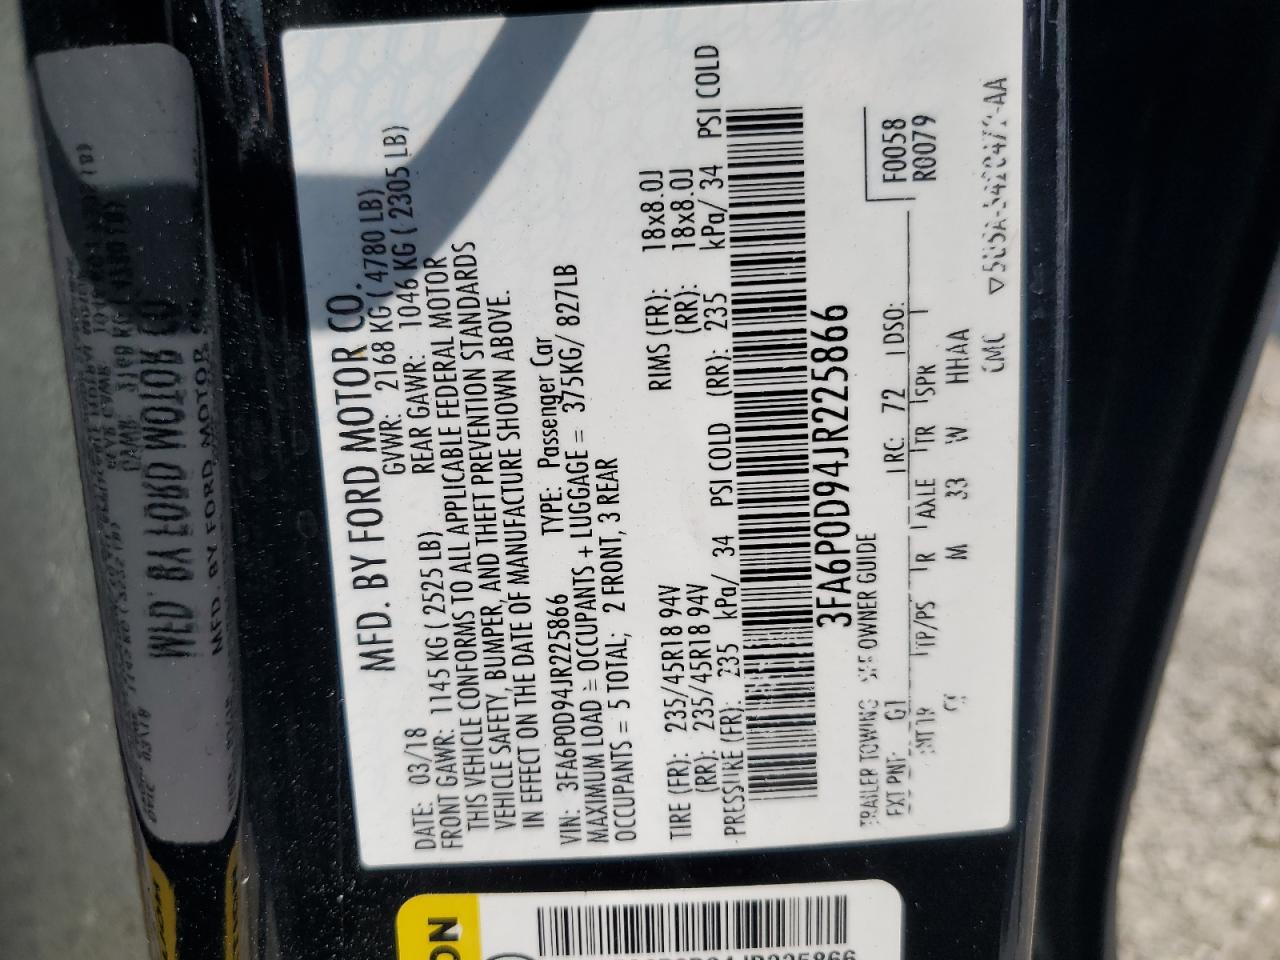 MFD. BY FORD MOTOR CO.
DATE: 03/18 GVWR: 2168 KG ( 4780 LB)
FRONT GAWR: 1145 KG ( 2525 LB) REAR GAWR: 1046 KG ( 2305 LB)
THIS VEHICLE CONFORMS TO ALL APPLICABLE FEDERAL MOTOR
VEHICLE SAFETY, BUMPER, AND THEFT PREVENTION STANDARDS
IN EFFECT ON THE DATE OF MANUFACTURE SHOWN ABOVE.
VIN: 3FA6P0D94JR225866 TYPE: Passenger Car
MAXIMUM LOAD = OCCUPANTS + LUGGAGE = 375KG/ 827LB
OCCUPANTS = 5 TOTAL; 2 FRONT, 3 REAR
TIRE (FR): 235/45R18 94V RIMS (FR): 18x8.0J
(RR): 235/45R18 94V (RR): 18x8.0J
PRESSURE (FR): 235 kPa/ 34 PSI COLD (RR): 235 kPa/ 34 PSI COLD
3FA6P0D94JR225866
F0058
R0079
TRAILER TOWING SEE OWNER GUIDE
EXT PNT: G1 RC: 72 DSO:
INT TR TP/PS R AXLE TR SPR
M 33 W HHAA
CMC